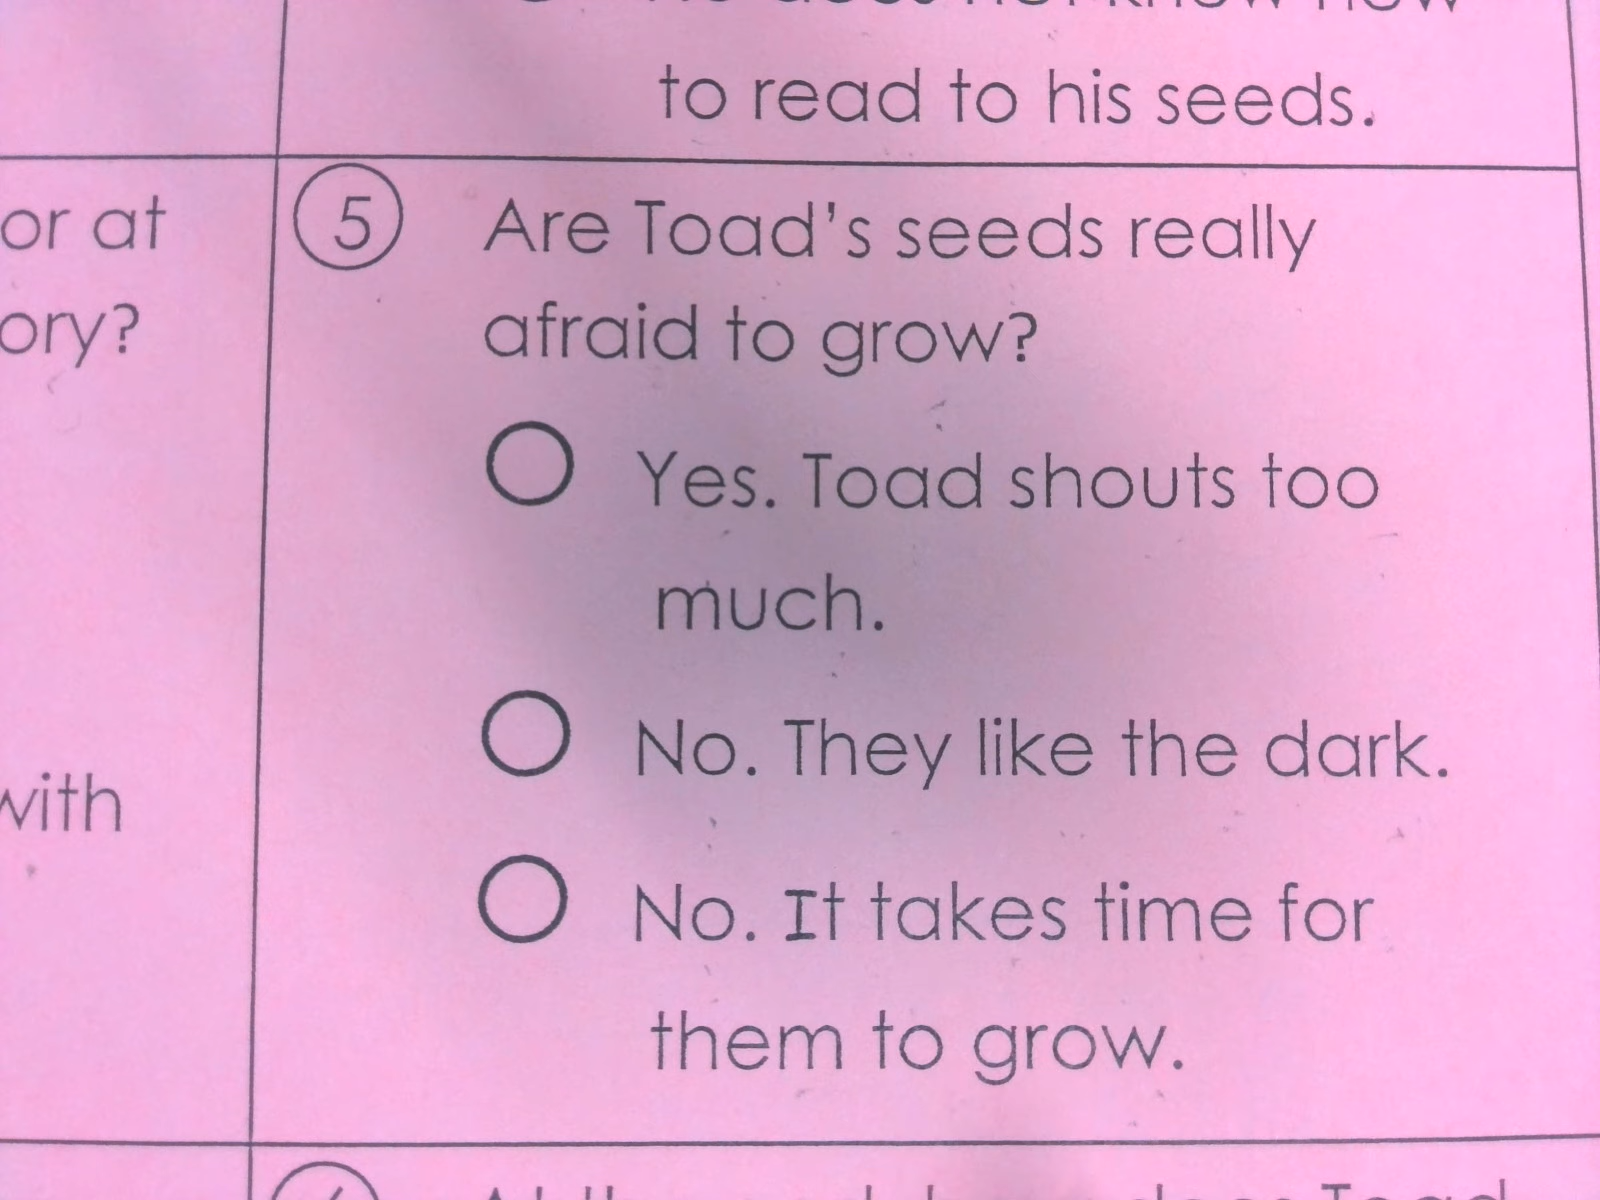 to read to his seeds.
or at
ory?
with
5 Are Toad's seeds really
afraid to grow?
Yes. Toad shouts too
much.
No. They like the dark.
No. It takes time for
them to grow.